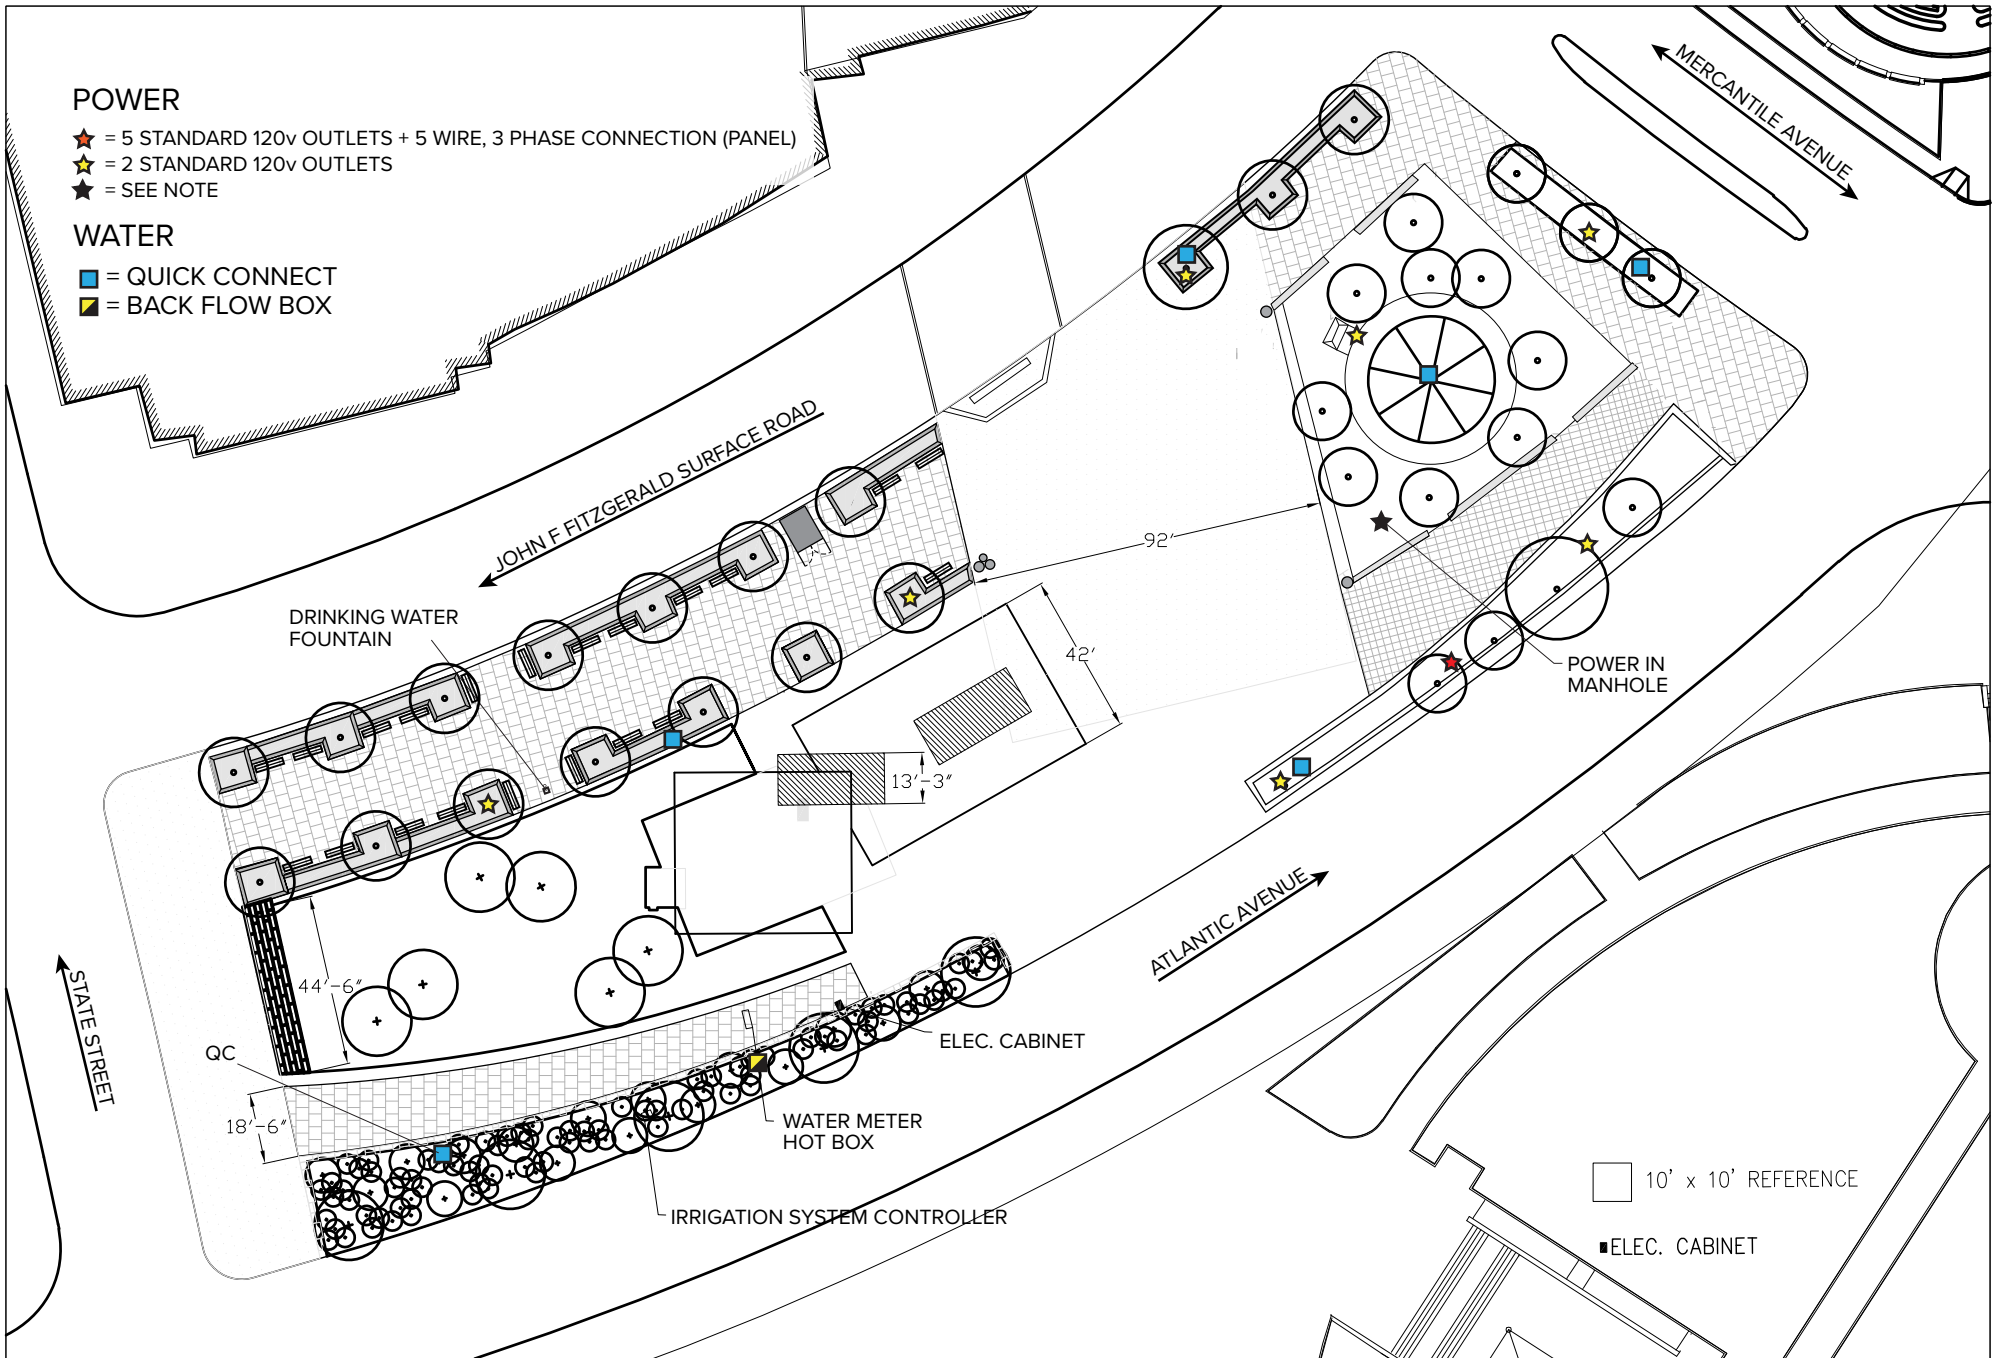 POWER
= 5 STANDARD 120v OUTLETS + 5 WIRE, 3 PHASE CONNECTION (PANEL)
= 2 STANDARD 120v OUTLETS
= SEE NOTE
WATER
= QUICK CONNECT
= BACK FLOW BOX
MERCANTILE AVENUE
JOHN F FITZGERALD SURFACE ROAD
92'
DRINKING WATER
FOUNTAIN
42'
POWER IN
MANHOLE
13'-3"
ATLANTIC AVENUE
44'-6"
STATE STREET
QC
ELEC. CABINET
18'-6"
WATER METER
HOT BOX
IRRIGATION SYSTEM CONTROLLER
10' x 10' REFERENCE
ELEC. CABINET